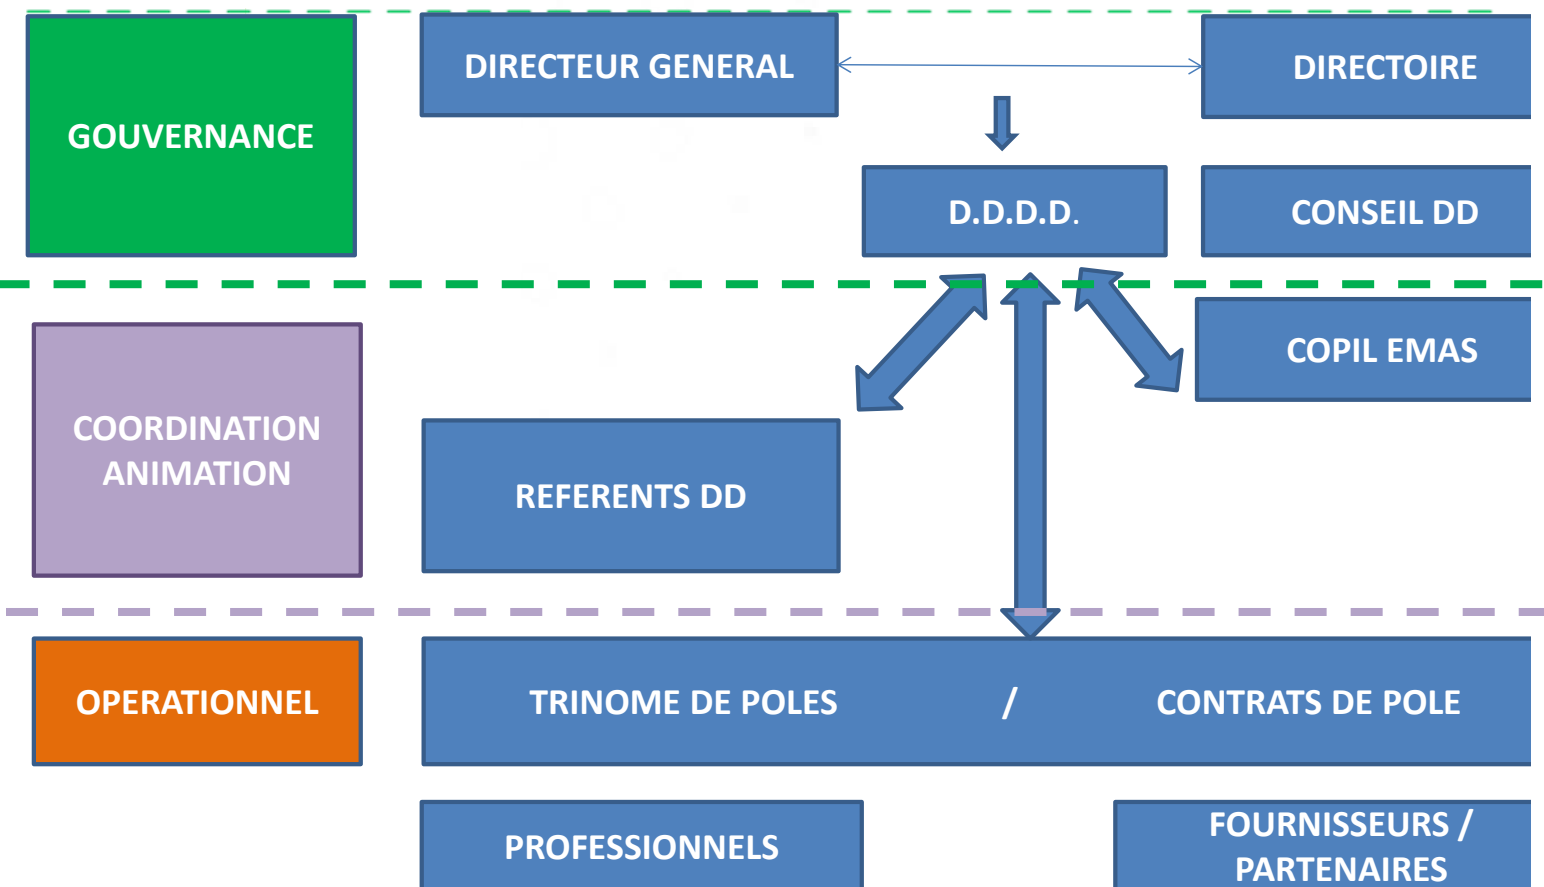 GOUVERNANCE
DIRECTEUR GENERAL
DIRECTOIRE
D.D.D.D.
CONSEIL DD
COORDINATION
ANIMATION
COPIL EMAS
REFERENTS DD
OPERATIONNEL
TRINOME DE POLES / CONTRATS DE POLE
PROFESSIONNELS
FOURNISSEURS /
PARTENAIRES